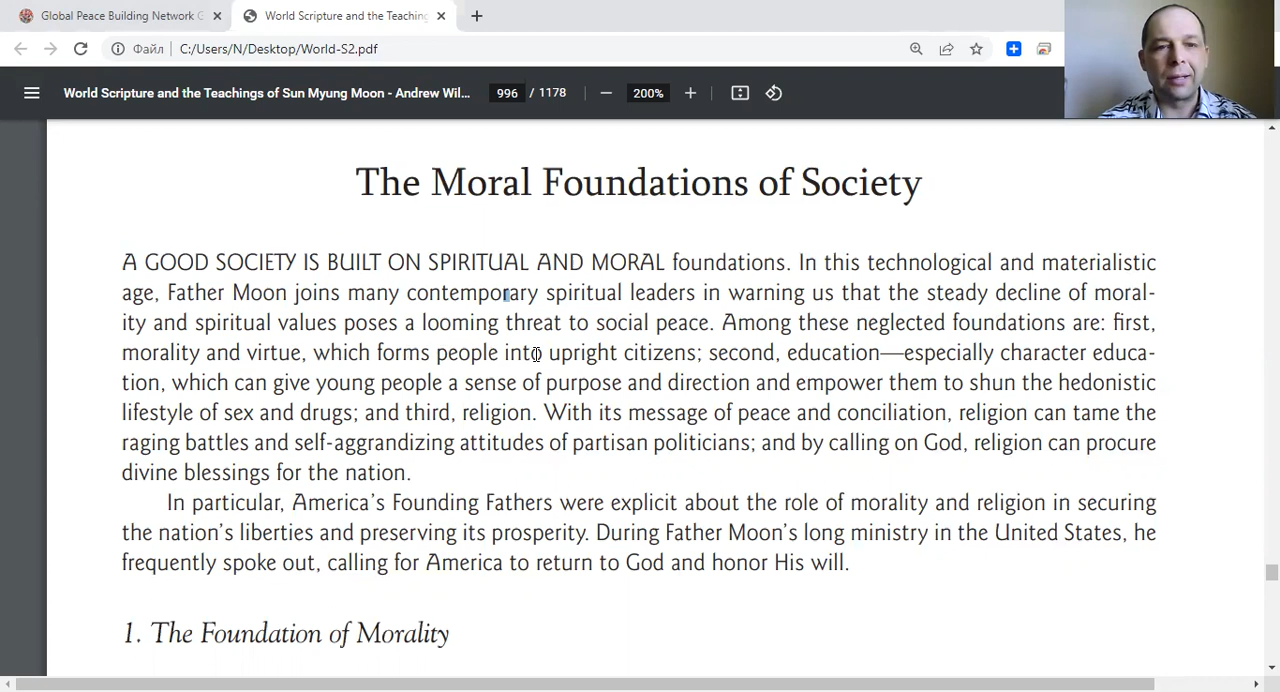 Global Peace Building Network G
World Scripture and the Teaching
Файл
C:/Users/N/Desktop/World-S2.pdf
World Scripture and the Teachings of Sun Myung Moon - Andrew Wil...
996 / 1178
200%
The Moral Foundations of Society
A GOOD SOCIETY IS BUILT ON SPIRITUAL AND MORAL foundations. In this technological and materialistic
age, Father Moon joins many contemporary spiritual leaders in warning us that the steady decline of moral-
ity and spiritual values poses a looming threat to social peace. Among these neglected foundations are: first,
morality and virtue, which forms people into upright citizens; second, education—especially character educa-
tion, which can give young people a sense of purpose and direction and empower them to shun the hedonistic
lifestyle of sex and drugs; and third, religion. With its message of peace and conciliation, religion can tame the
raging battles and self-aggrandizing attitudes of partisan politicians; and by calling on God, religion can procure
divine blessings for the nation.
In particular, America's Founding Fathers were explicit about the role of morality and religion in securing
the nation's liberties and preserving its prosperity. During Father Moon's long ministry in the United States, he
frequently spoke out, calling for America to return to God and honor His will.
1. The Foundation of Morality